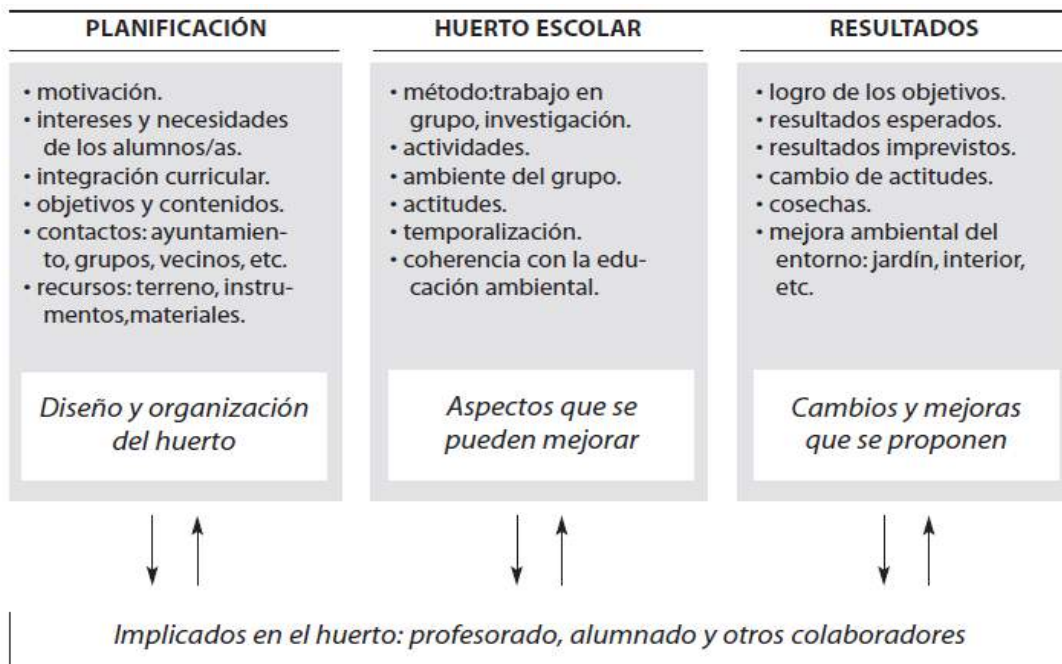 PLANIFICACIÓN
• motivación.
• intereses y necesidades
de los alumnos/as.
• integración curricular.
• objetivos y contenidos.
• contactos: ayuntamien-
to, grupos, vecinos, etc.
• recursos: terreno, instru-
mentos,materiales.
Diseño y organización
del huerto
HUERTO ESCOLAR
• método:trabajo en
grupo, investigación.
• actividades.
• ambiente del grupo.
• actitudes.
• temporalización.
• coherencia con la edu-
cación ambiental.
Aspectos que se
pueden mejorar
RESULTADOS
• logro de los objetivos.
• resultados esperados.
• resultados imprevistos.
• cambio de actitudes.
• cosechas.
• mejora ambiental del
entorno: jardín, interior,
etc.
Cambios y mejoras
que se proponen
Implicados en el huerto: profesorado, alumnado y otros colaboradores